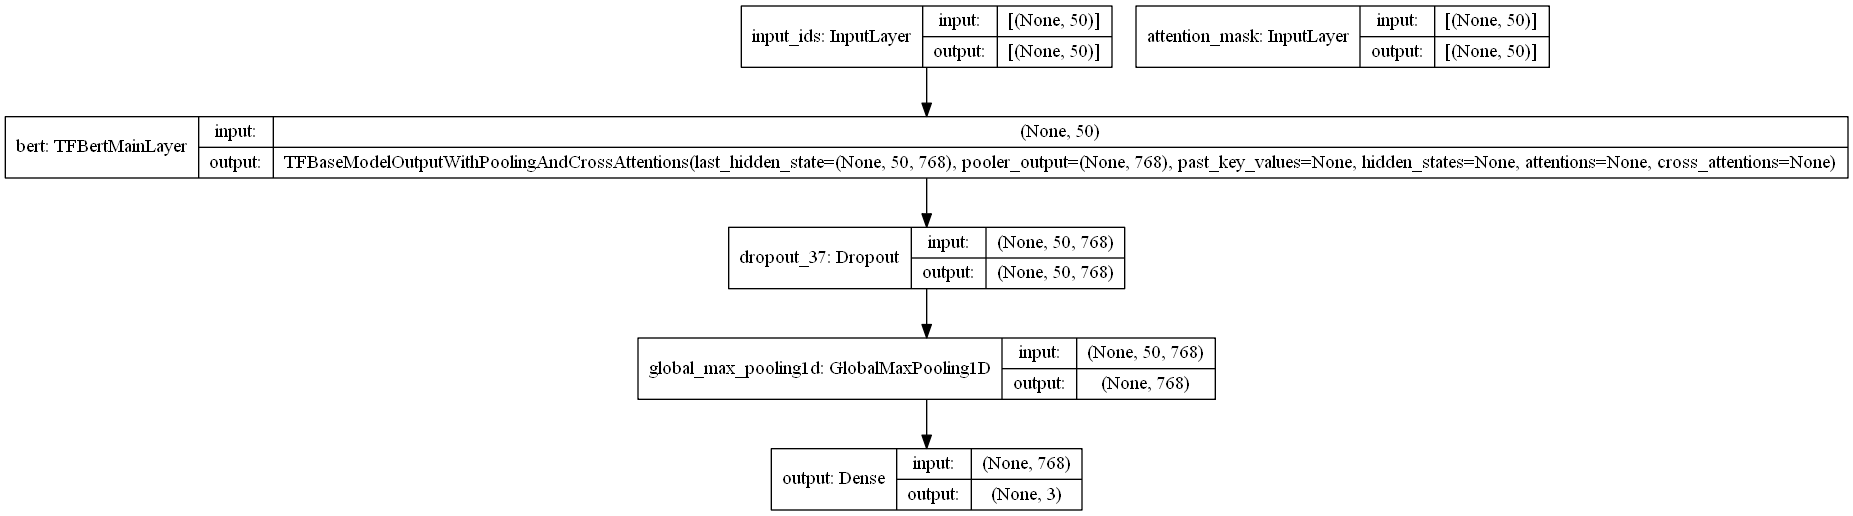 input_ids: InputLayer
input: [(None, 50)]
output: [(None, 50)]
attention_mask: InputLayer
input: [(None, 50)]
output: [(None, 50)]
bert: TFBertMainLayer
input: (None, 50)
output: TFBaseModelOutputWithPoolingAndCrossAttentions(last_hidden_state=(None, 50, 768), pooler_output=(None, 768), past_key_values=None, hidden_states=None, attentions=None, cross_attentions=None)
dropout_37: Dropout
input: (None, 50, 768)
output: (None, 50, 768)
global_max_pooling1d: GlobalMaxPooling1D
input: (None, 50, 768)
output: (None, 768)
output: Dense
input: (None, 768)
output: (None, 3)